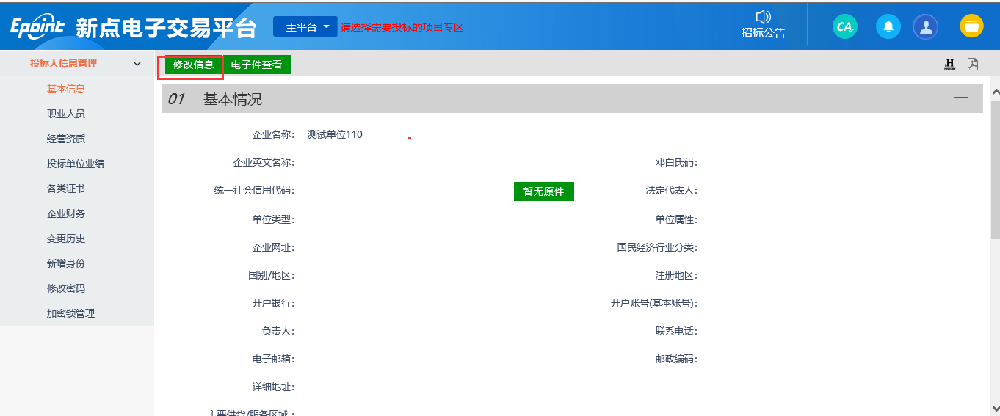 Epoint 新点电子交易平台 主平台 请选择需要投标的项目专区 招标公告 CA
投标人信息管理
基本信息
职业人员
经营资质
投标单位业绩
各类证书
企业财务
变更历史
新增身份
修改密码
加密锁管理
修改信息 电子件查看
01 基本情况
企业名称： 测试单位110
企业英文名称： 邓白氏码：
统一社会信用代码： 暂无原件 法定代表人：
单位类型： 单位属性：
企业网址： 国民经济行业分类：
国别/地区： 注册地区：
开户银行： 开户账号(基本账号)：
负责人： 联系电话：
电子邮箱： 邮政编码：
详细地址：
主要供货/服务区域：